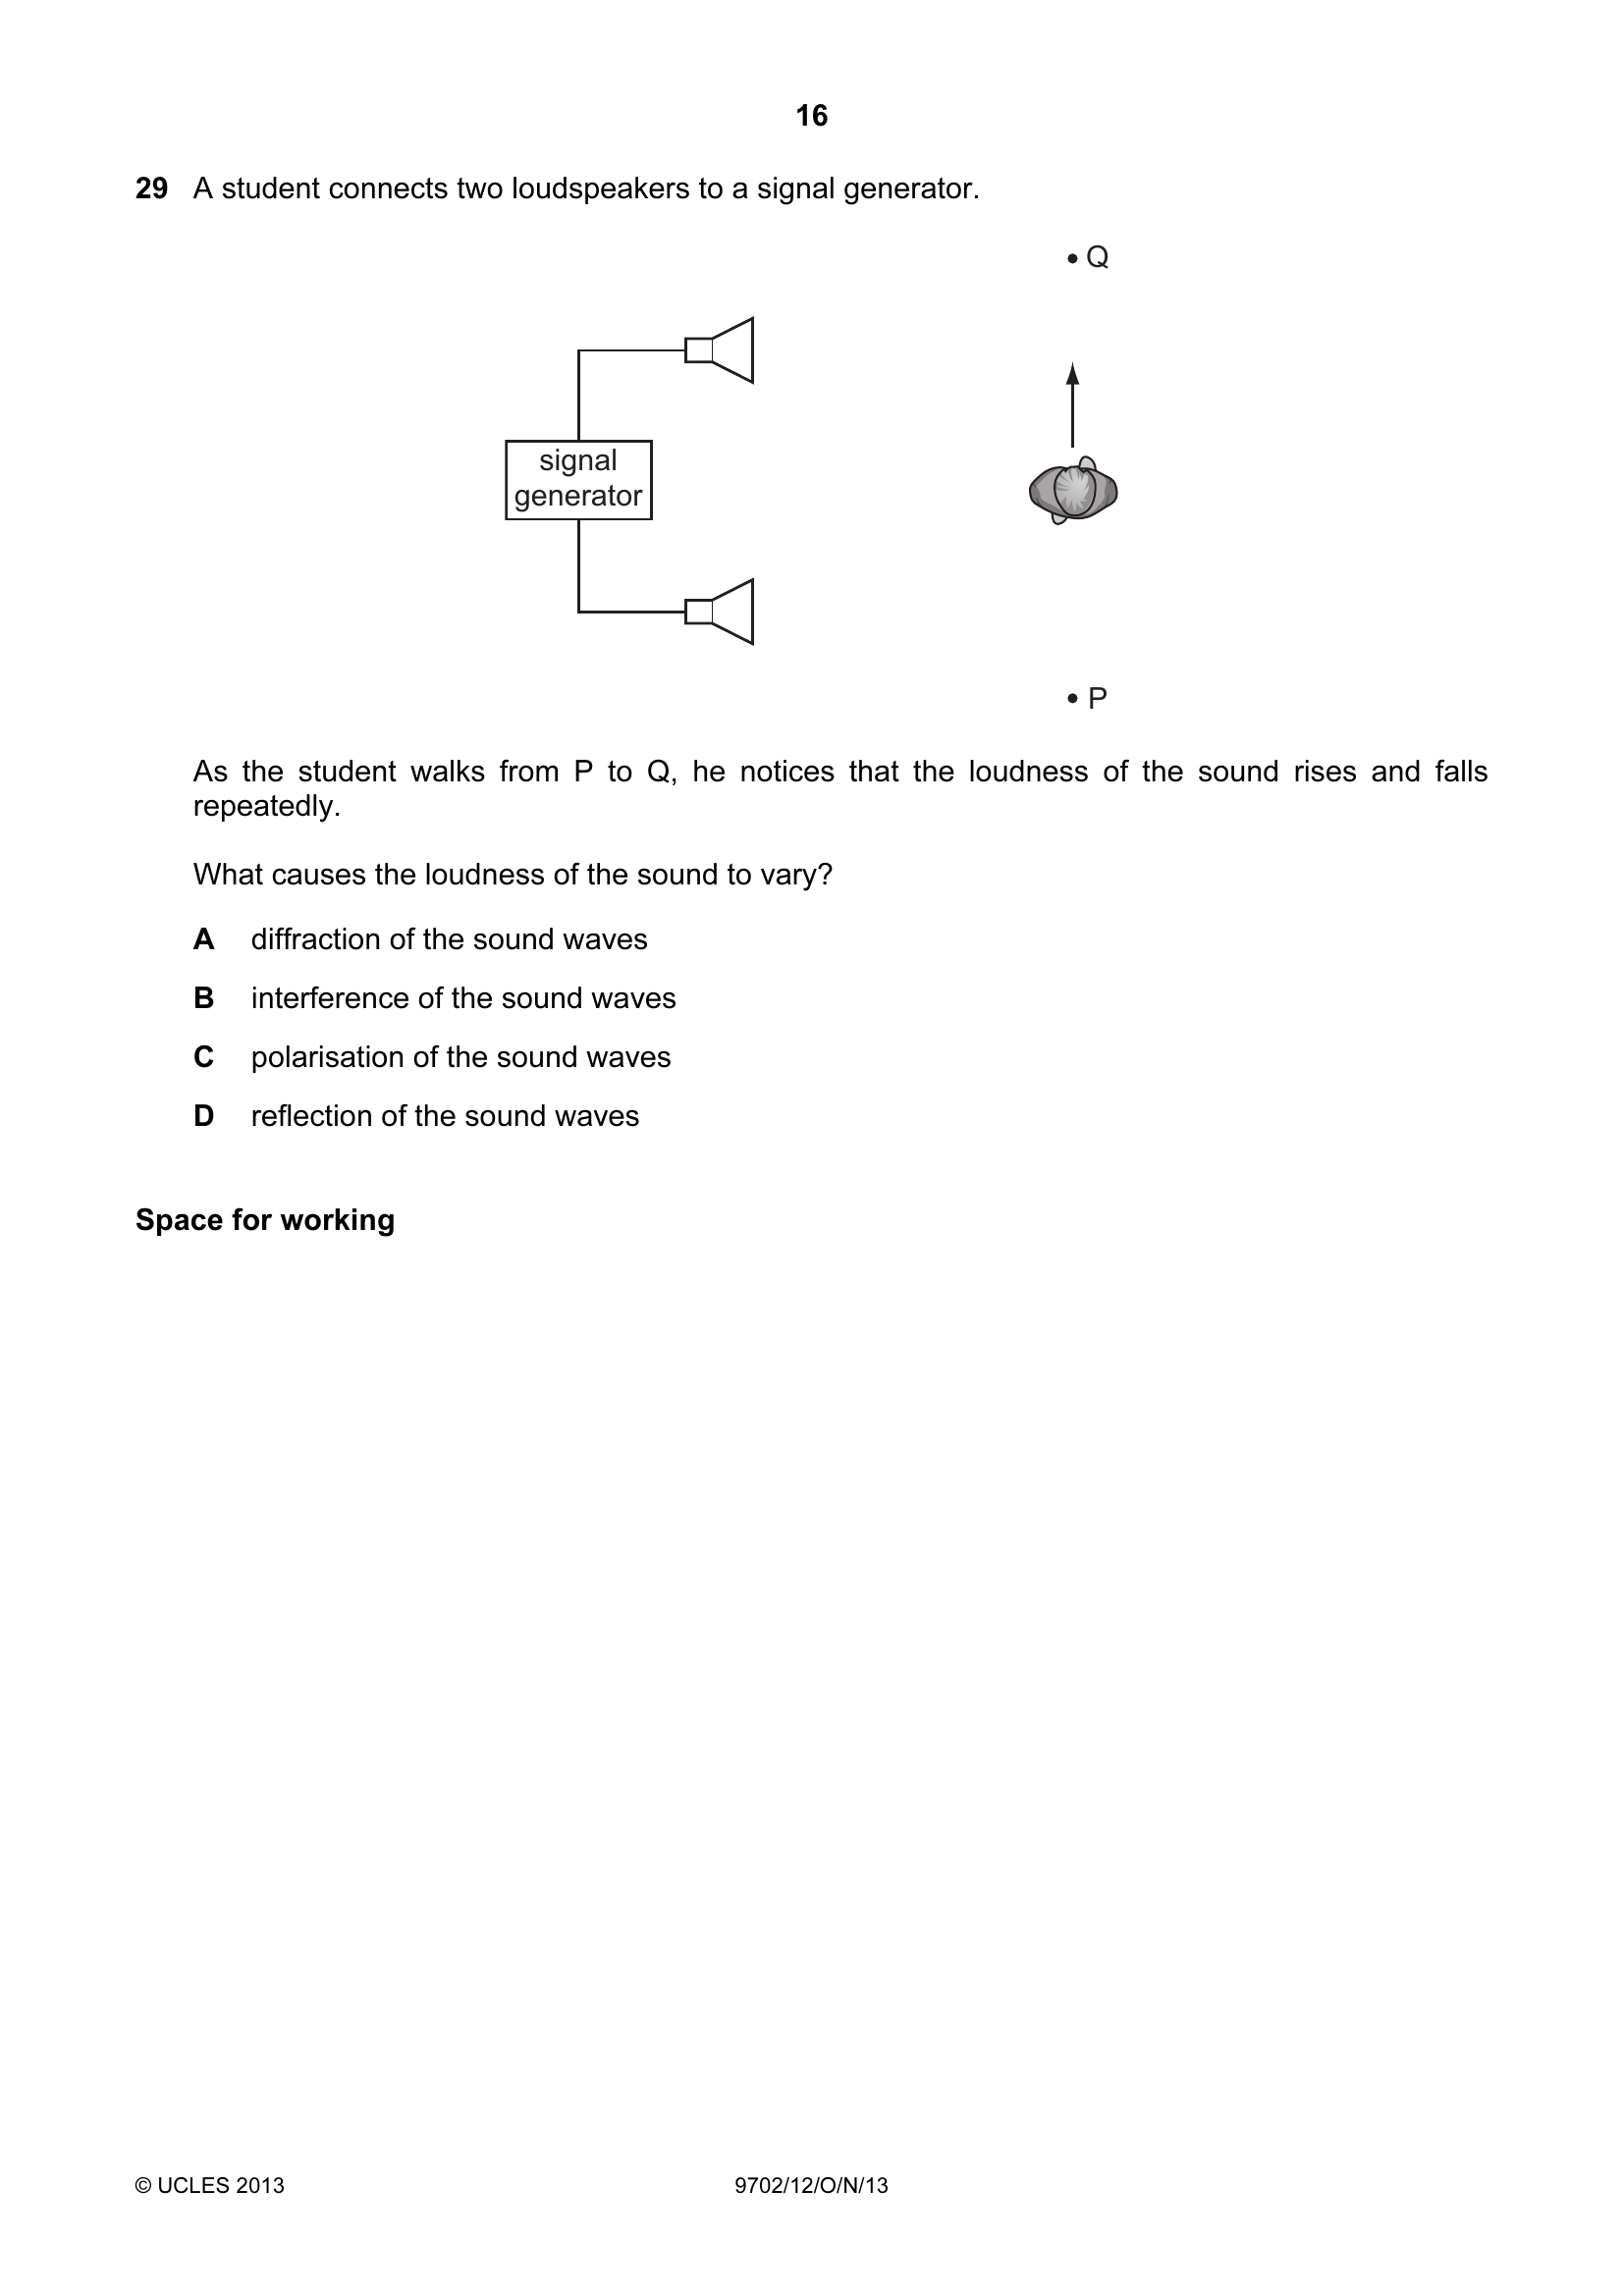 16
29 A student connects two loudspeakers to a signal generator.
Q
signal
generator
P
As the student walks from P to Q, he notices that the loudness of the sound rises and falls
repeatedly.
What causes the loudness of the sound to vary?
A diffraction of the sound waves
B interference of the sound waves
C polarisation of the sound waves
D reflection of the sound waves
Space for working
© UCLES 2013 9702/12/O/N/13